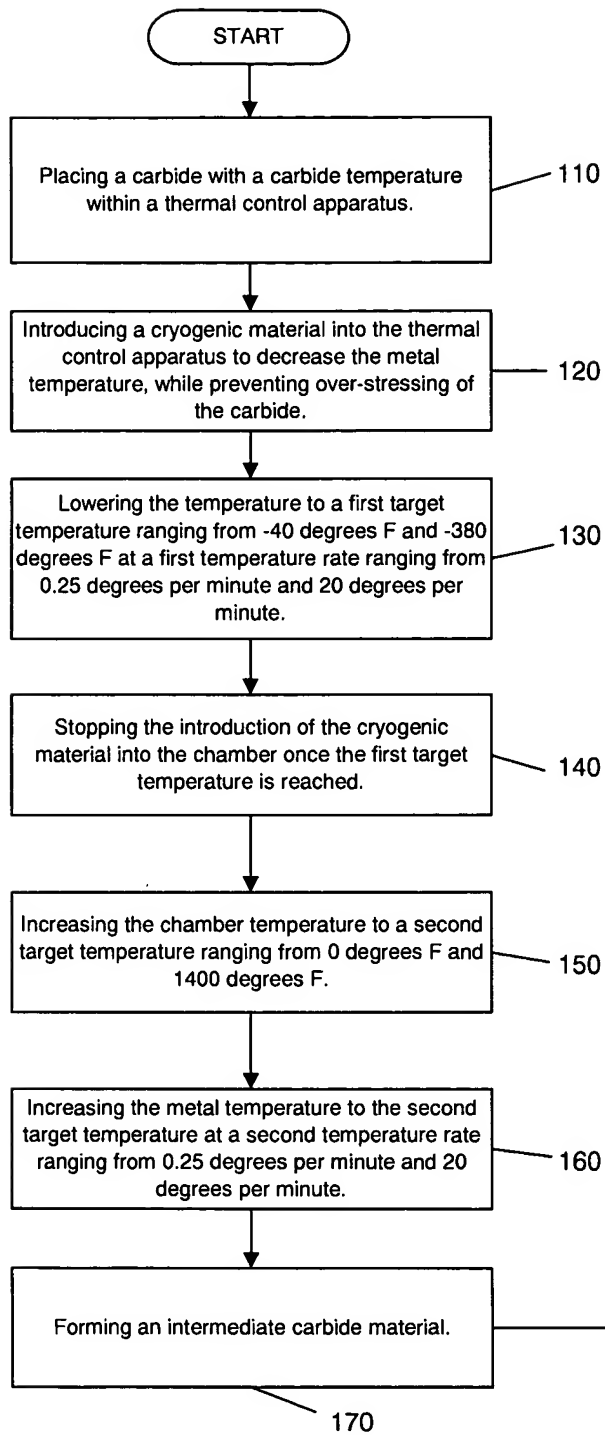 START
Placing a carbide with a carbide temperature
within a thermal control apparatus.
110
Introducing a cryogenic material into the thermal
control apparatus to decrease the metal
temperature, while preventing over-stressing of
the carbide.
120
Lowering the temperature to a first target
temperature ranging from -40 degrees F and -380
degrees F at a first temperature rate ranging from
0.25 degrees per minute and 20 degrees per
minute.
130
Stopping the introduction of the cryogenic
material into the chamber once the first target
temperature is reached.
140
Increasing the chamber temperature to a second
target temperature ranging from 0 degrees F and
1400 degrees F.
150
Increasing the metal temperature to the second
target temperature at a second temperature rate
ranging from 0.25 degrees per minute and 20
degrees per minute.
160
Forming an intermediate carbide material.
170